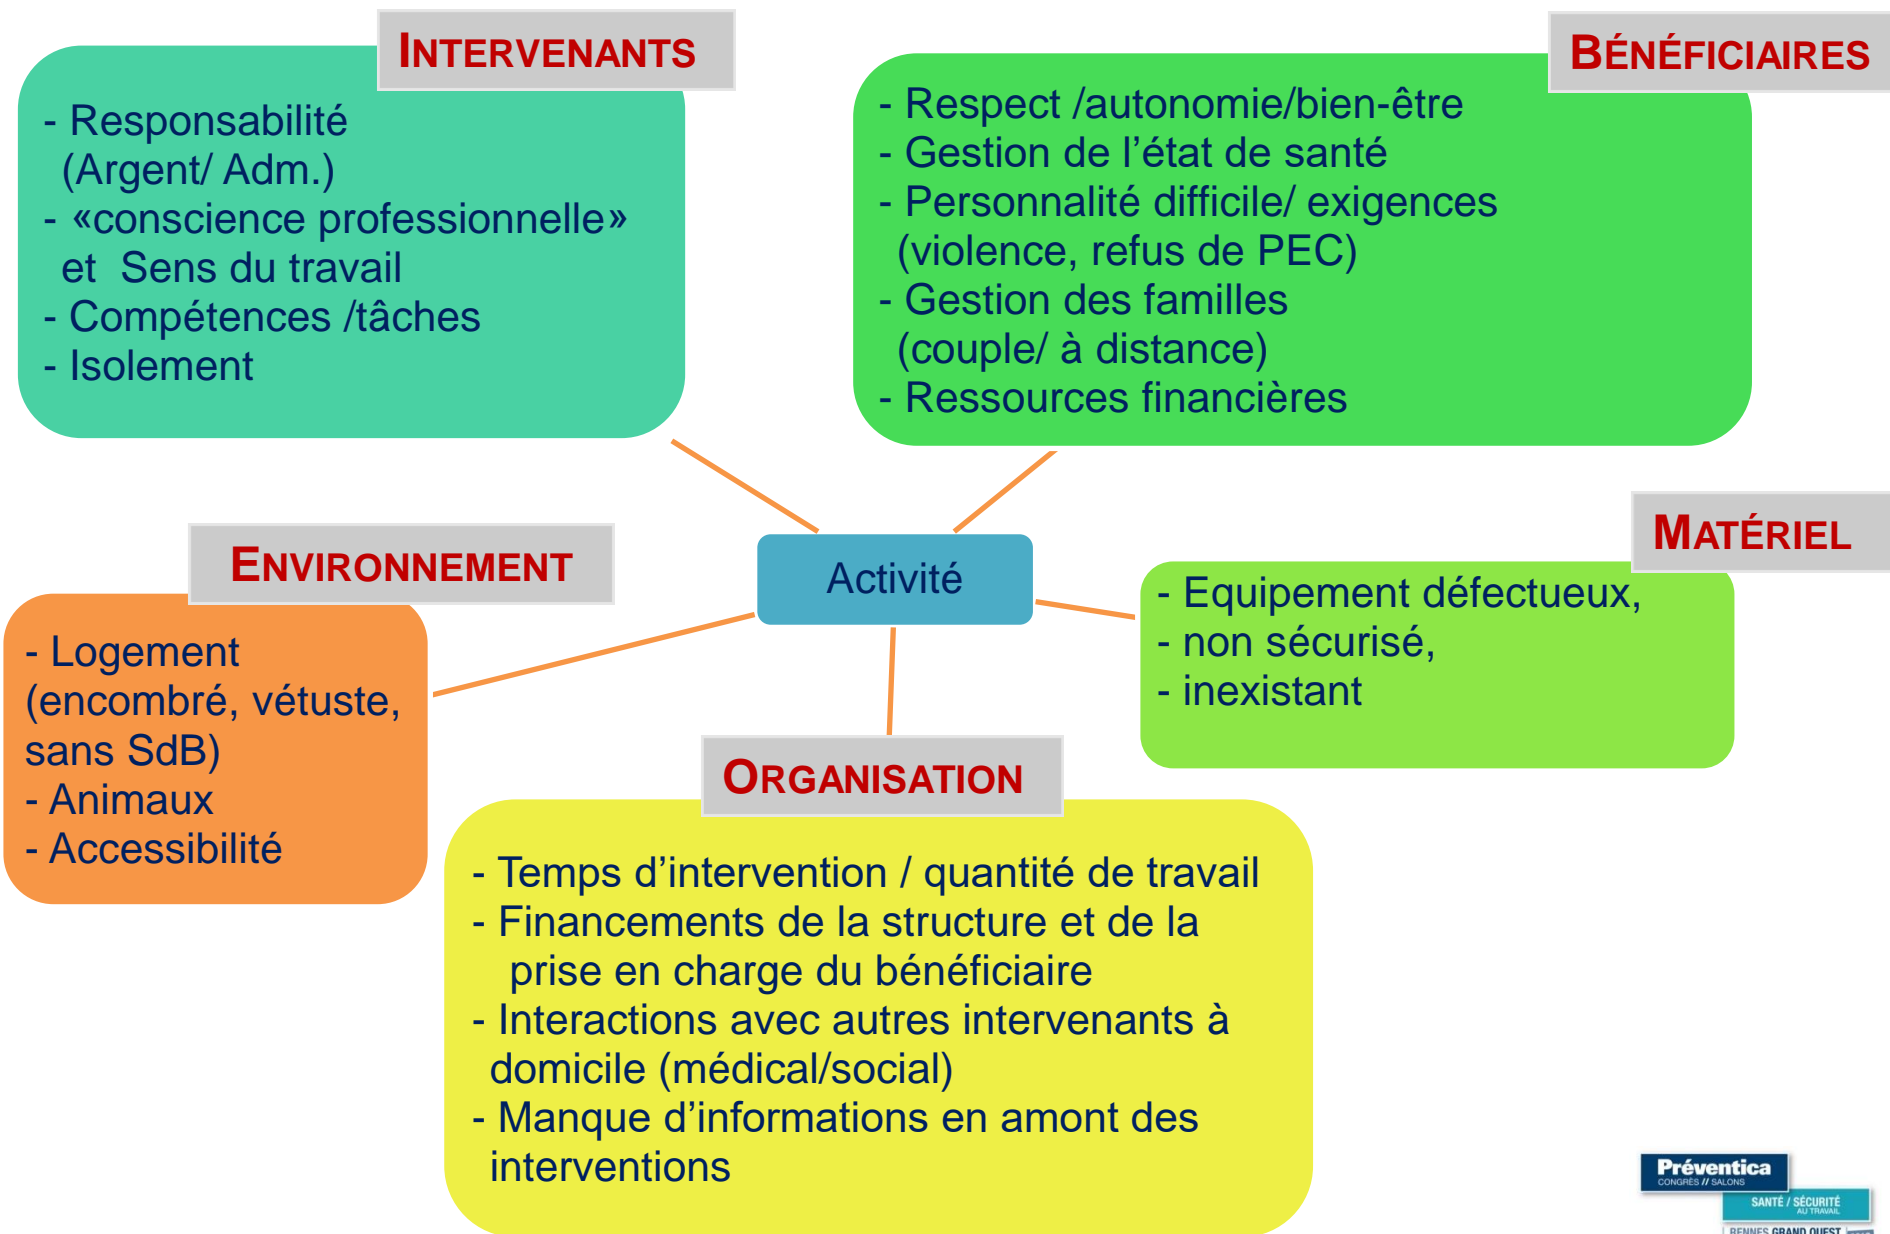 INTERVENANTS
- Responsabilité
(Argent/ Adm.)
- «conscience professionnelle»
et Sens du travail
- Compétences /tâches
- Isolement
BÉNÉFICIAIRES
- Respect /autonomie/bien-être
- Gestion de l’état de santé
- Personnalité difficile/ exigences
(violence, refus de PEC)
- Gestion des familles
(couple/ à distance)
- Ressources financières
Activité
ENVIRONNEMENT
- Logement
(encombré, vétuste,
sans SdB)
- Animaux
- Accessibilité
MATÉRIEL
- Equipement défectueux,
- non sécurisé,
- inexistant
ORGANISATION
- Temps d’intervention / quantité de travail
- Financements de la structure et de la
prise en charge du bénéficiaire
- Interactions avec autres intervenants à
domicile (médical/social)
- Manque d’informations en amont des
interventions
Préventica
CONGRÈS // SALONS
SANTÉ / SÉCURITÉ
AU TRAVAIL
RENNES GRAND OUEST